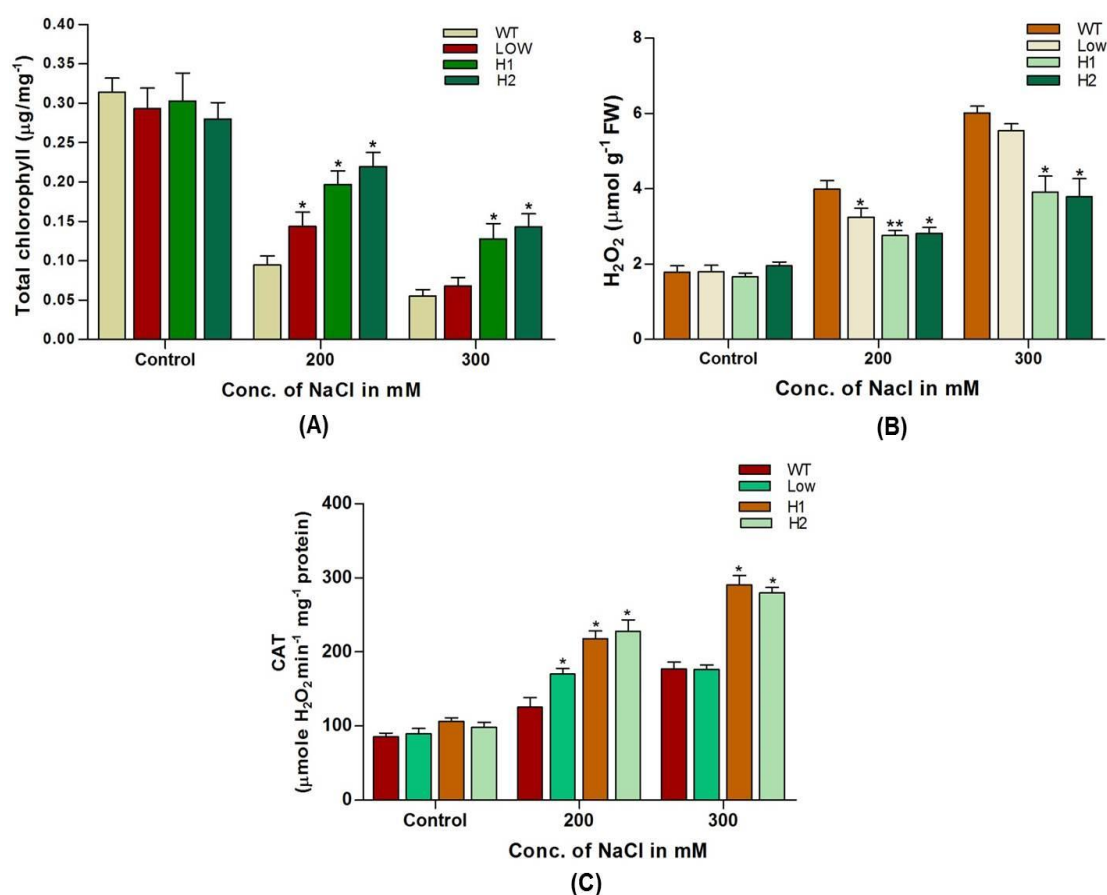 0.40
0.35
0.30
0.25
0.20
0.15
0.10
0.05
0.00
Total chlorophyll (µg/mg⁻¹)
WT
LOW
H1
H2
* * *
* *
Control 200 300
Conc. of NaCl in mM
(A)
8
6
4
2
0
H₂O₂ (µmol g⁻¹ FW)
WT
Low
H1
H2
* ** *
* *
Control 200 300
Conc. of Nacl in mM
(B)
400
300
200
100
0
CAT
(µmole H₂O₂ min⁻¹ mg⁻¹ protein)
WT
Low
H1
H2
* * *
* *
Control 200 300
Conc. of NaCl in mM
(C)